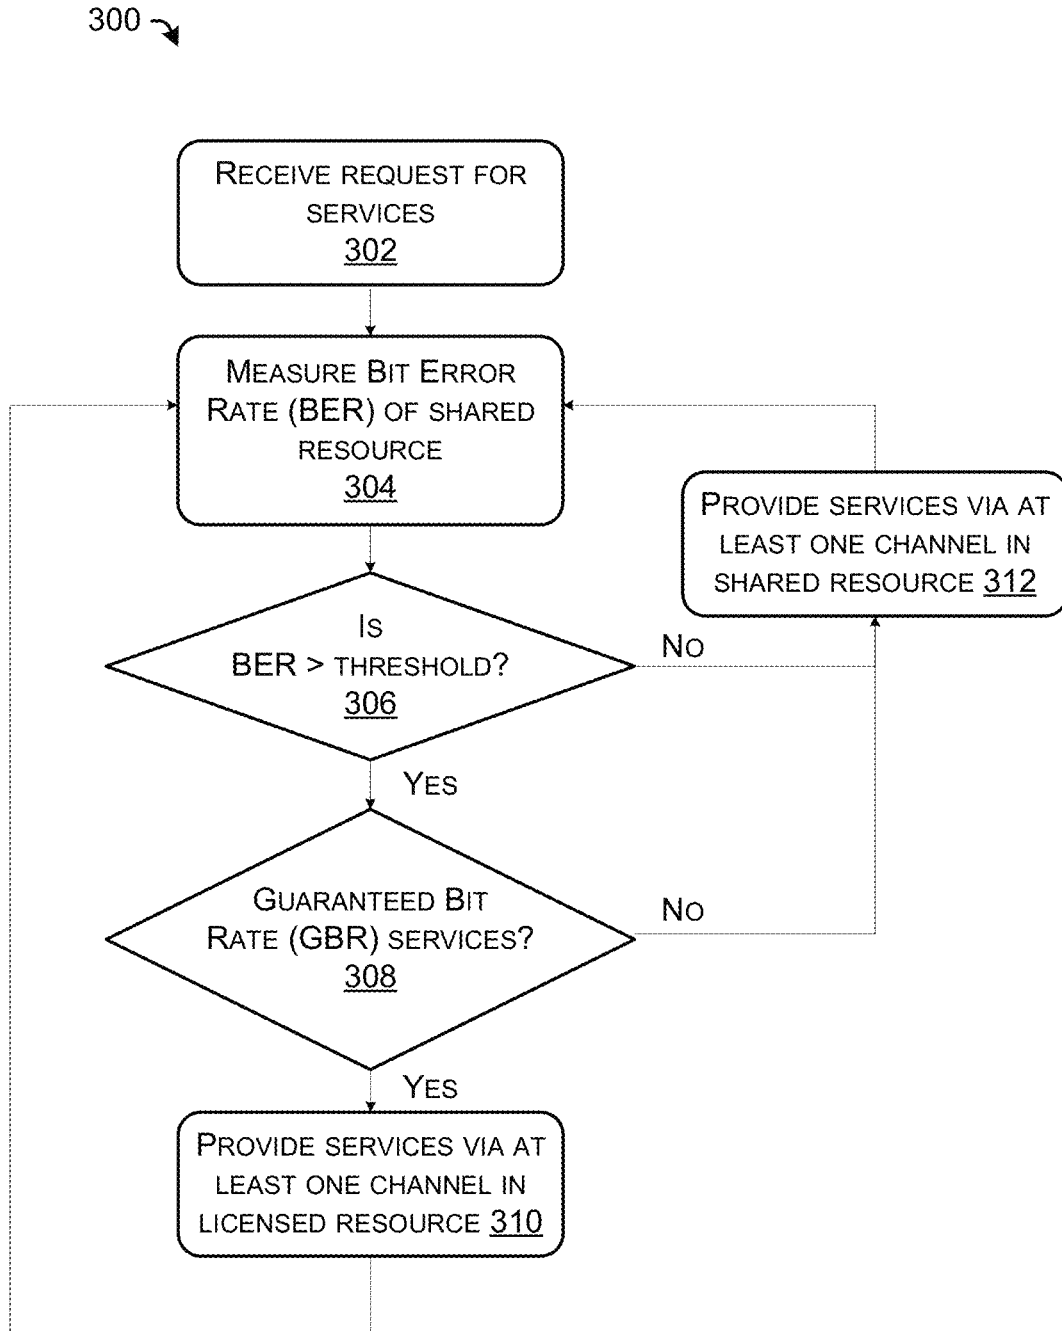 300
RECEIVE REQUEST FOR
SERVICES
302
MEASURE BIT ERROR
RATE (BER) OF SHARED
RESOURCE
304
PROVIDE SERVICES VIA AT
LEAST ONE CHANNEL IN
SHARED RESOURCE 312
IS
BER > THRESHOLD?
306
NO
YES
GUARANTEED BIT
RATE (GBR) SERVICES?
308
NO
YES
PROVIDE SERVICES VIA AT
LEAST ONE CHANNEL IN
LICENSED RESOURCE 310